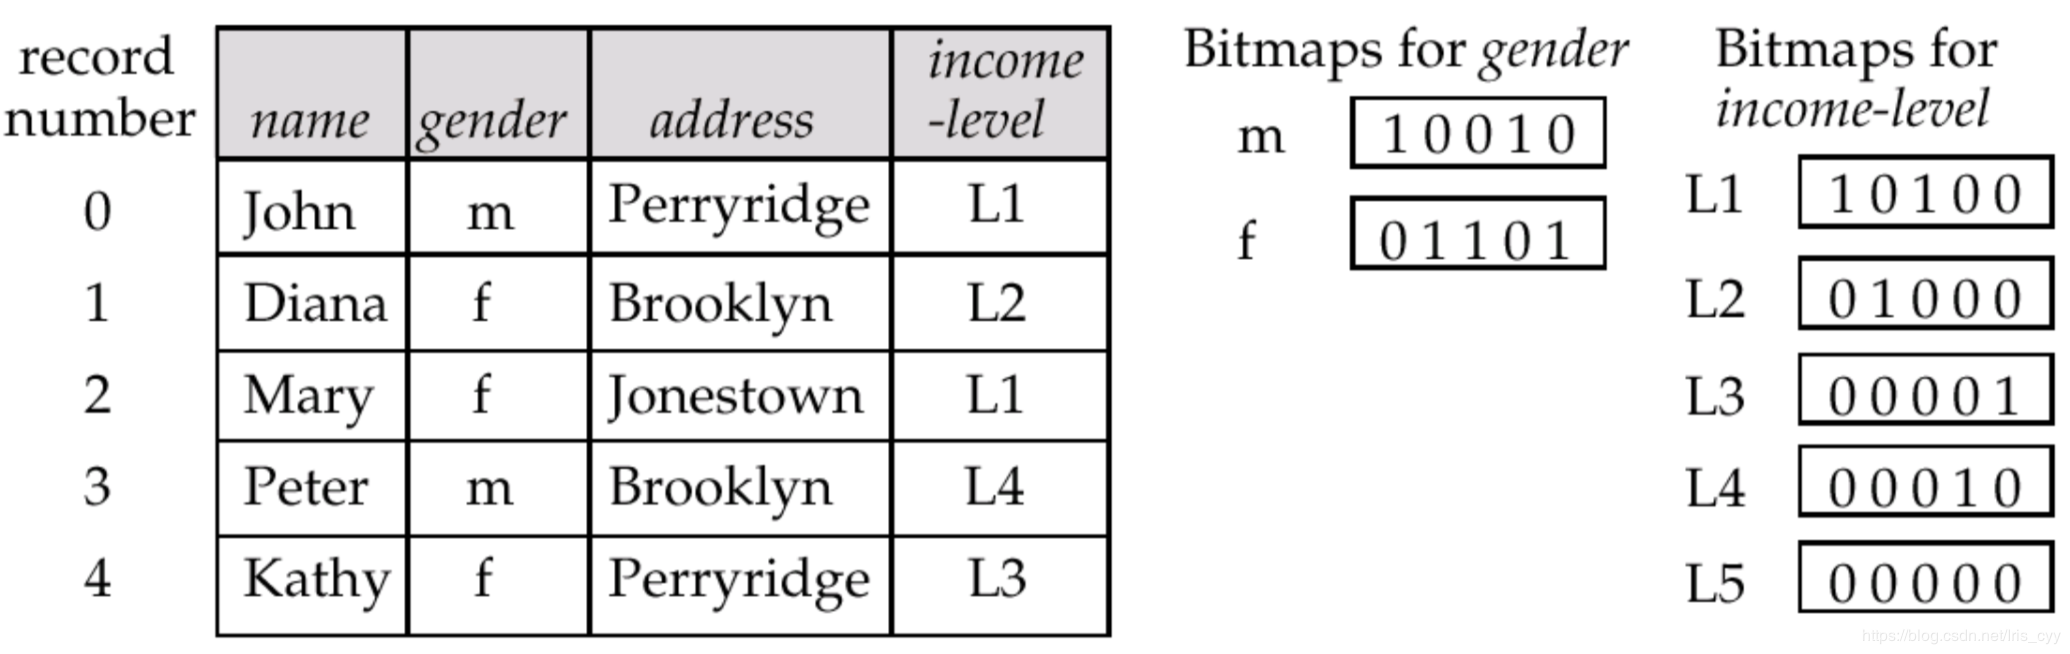 record number
name gender address income -level
0 John m Perryridge L1
1 Diana f Brooklyn L2
2 Mary f Jonestown L1
3 Peter m Brooklyn L4
4 Kathy f Perryridge L3
Bitmaps for gender
m 1 0 0 1 0
f 0 1 1 0 1
Bitmaps for
income-level
L1 1 0 1 0 0
L2 0 1 0 0 0
L3 0 0 0 0 1
L4 0 0 0 1 0
L5 0 0 0 0 0
https://blog.csdn.net/Iris_cyy